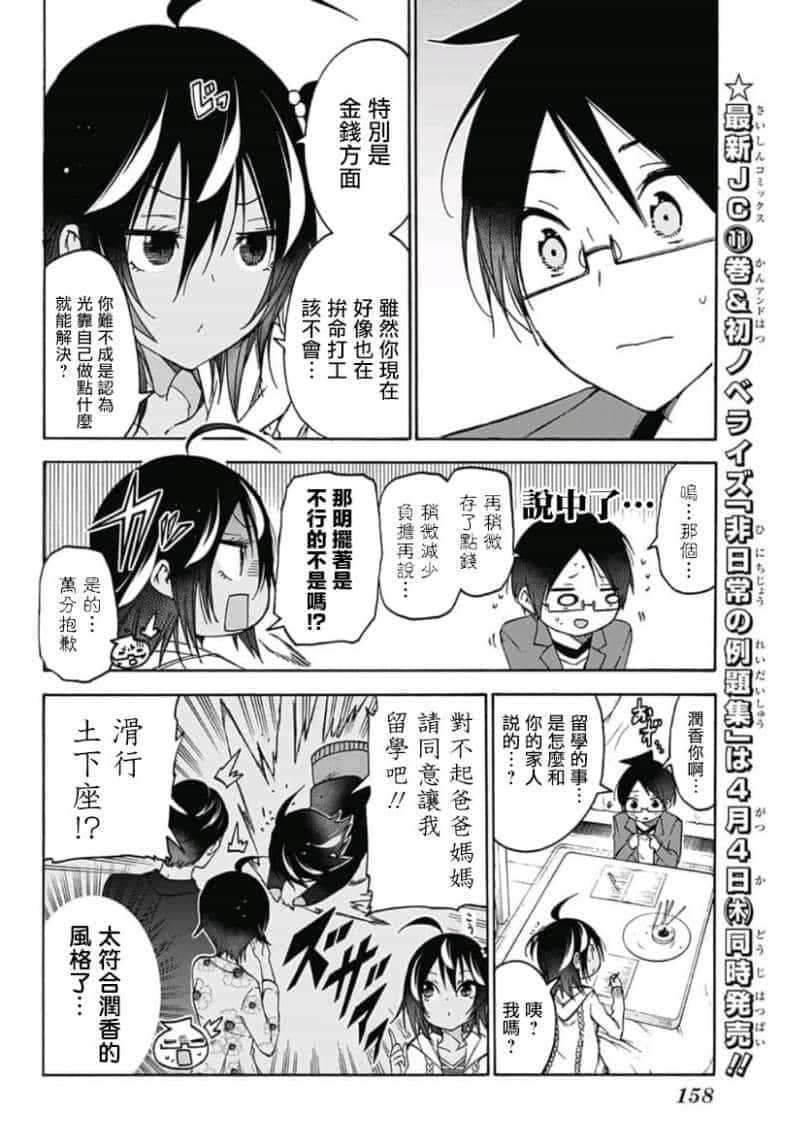 ☆最新JC⑪巻&初ノベライズ『非日常の例題集』は4月4日㊍同時発売!!
さいしんコミックス
かんアンドはつ
ひにちじょう
れいだいしゅう
がつ
か
どうじはつばい
特別是
金錢方面
じっ
雖然你現在
好像也在
拚命打工
該不會…
你難不成是認為
光靠自己做點什麼
就能解決?
嗚…那個…
說中了…
再稍微
存了點錢
稍微減少
負擔再說…
那明擺著是
不行的不是嗎!?
是的…
萬分抱歉
潤香你啊…
留學的事…
是怎麼和
你的家人
說的…?
咦?
我嗎?
對不起爸爸媽媽
請同意讓我
留學吧!!
こう
滑行
土下座!?
太符合潤香的
風格了…
158